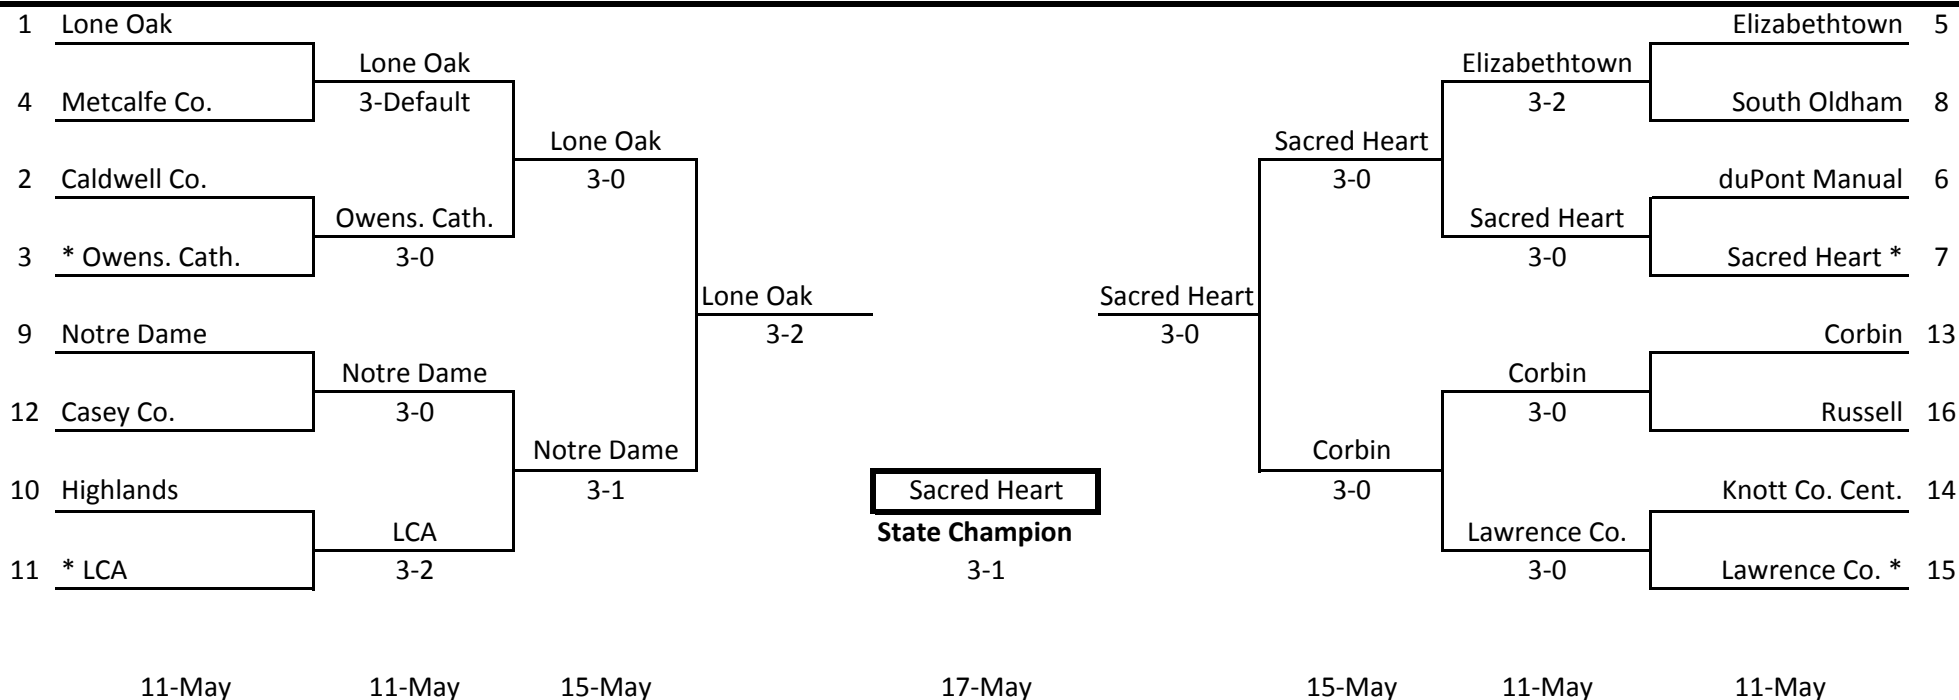 1 Lone Oak Elizabethtown 5
Lone Oak Elizabethtown
4 Metcalfe Co. 3-Default 3-2 South Oldham 8
Lone Oak Sacred Heart
2 Caldwell Co. 3-0 3-0 duPont Manual 6
Owens. Cath. Sacred Heart
3 * Owens. Cath. 3-0 3-0 Sacred Heart * 7
Lone Oak Sacred Heart
9 Notre Dame 3-2 3-0 Corbin 13
Notre Dame Corbin
12 Casey Co. 3-0 3-0 Russell 16
Notre Dame Corbin
10 Highlands 3-1 Sacred Heart 3-0 Knott Co. Cent. 14
LCA State Champion Lawrence Co.
11 * LCA 3-2 3-1 3-0 Lawrence Co. * 15
11-May 11-May 15-May 17-May 15-May 11-May 11-May